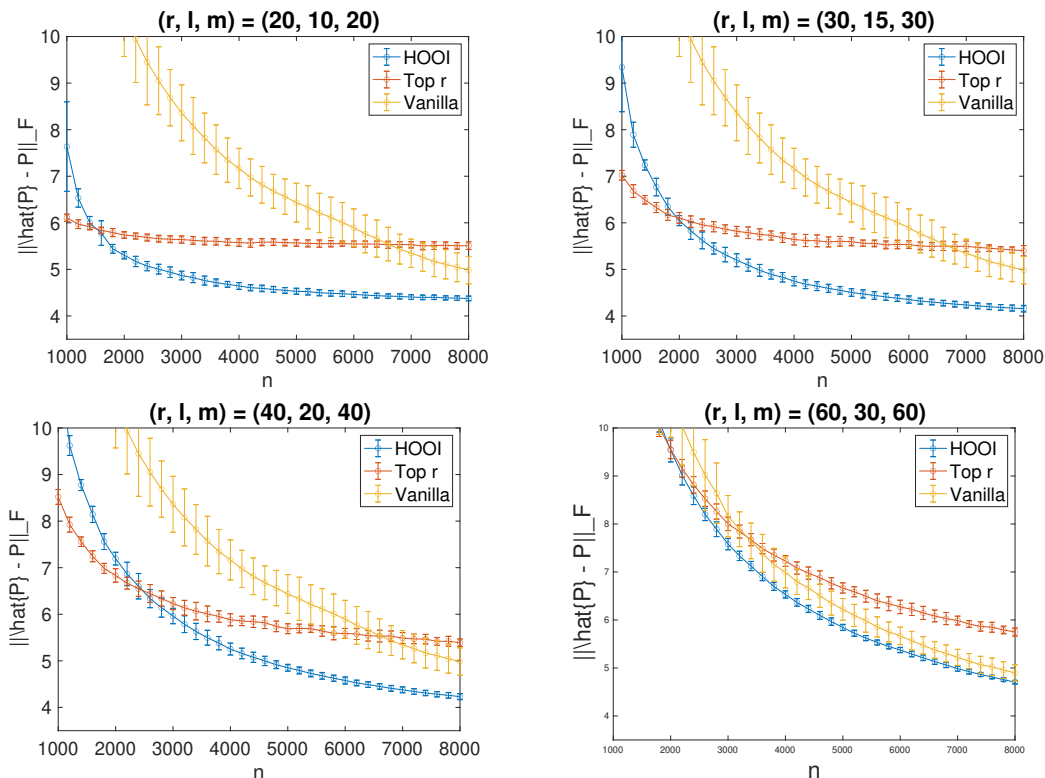 (r, l, m) = (20, 10, 20)
10
9
8
7
6
5
4
||\hat{P} - P||_F
1000 2000 3000 4000 5000 6000 7000 8000
n
HOOI
Top r
Vanilla
(r, l, m) = (30, 15, 30)
10
9
8
7
6
5
4
||\hat{P} - P||_F
1000 2000 3000 4000 5000 6000 7000 8000
n
HOOI
Top r
Vanilla
(r, l, m) = (40, 20, 40)
10
9
8
7
6
5
4
||\hat{P} - P||_F
1000 2000 3000 4000 5000 6000 7000 8000
n
HOOI
Top r
Vanilla
(r, l, m) = (60, 30, 60)
10
9
8
7
6
5
4
||\hat{P} - P||_F
1000 2000 3000 4000 5000 6000 7000 8000
n
HOOI
Top r
Vanilla